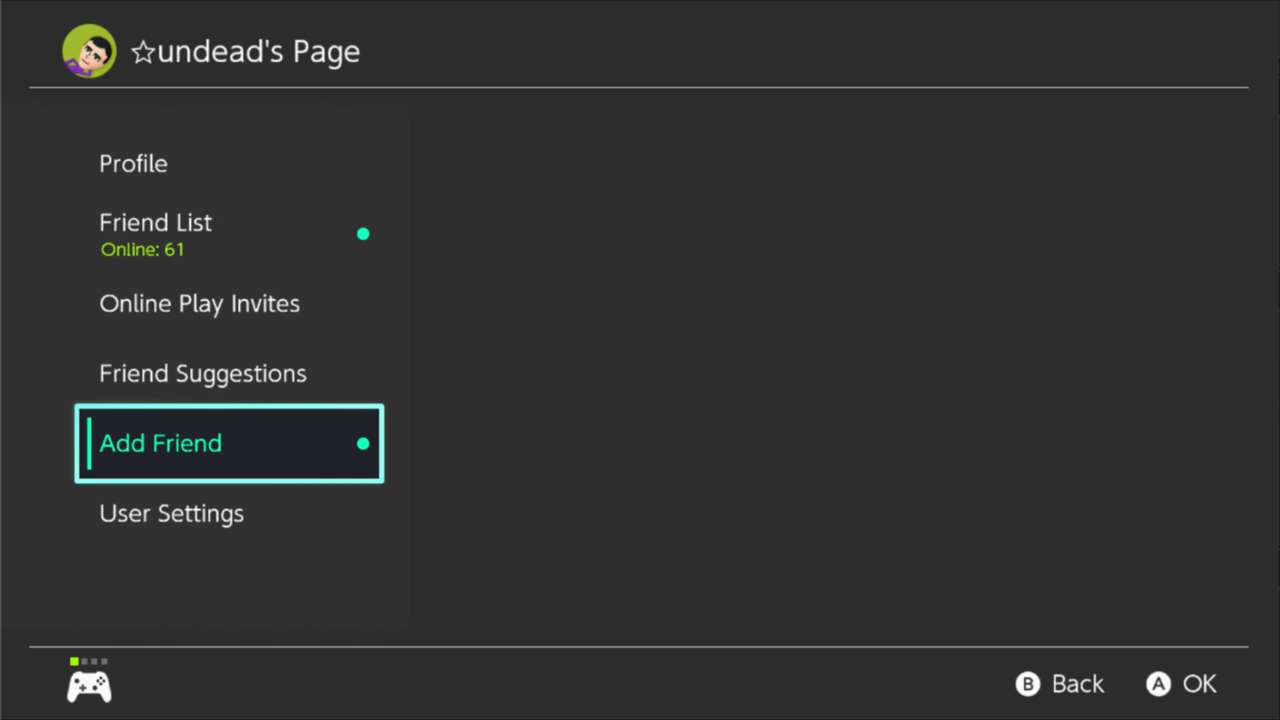 ☆undead's Page
Profile
Friend List
Online: 61
Online Play Invites
Friend Suggestions
Add Friend
User Settings
B Back
A OK